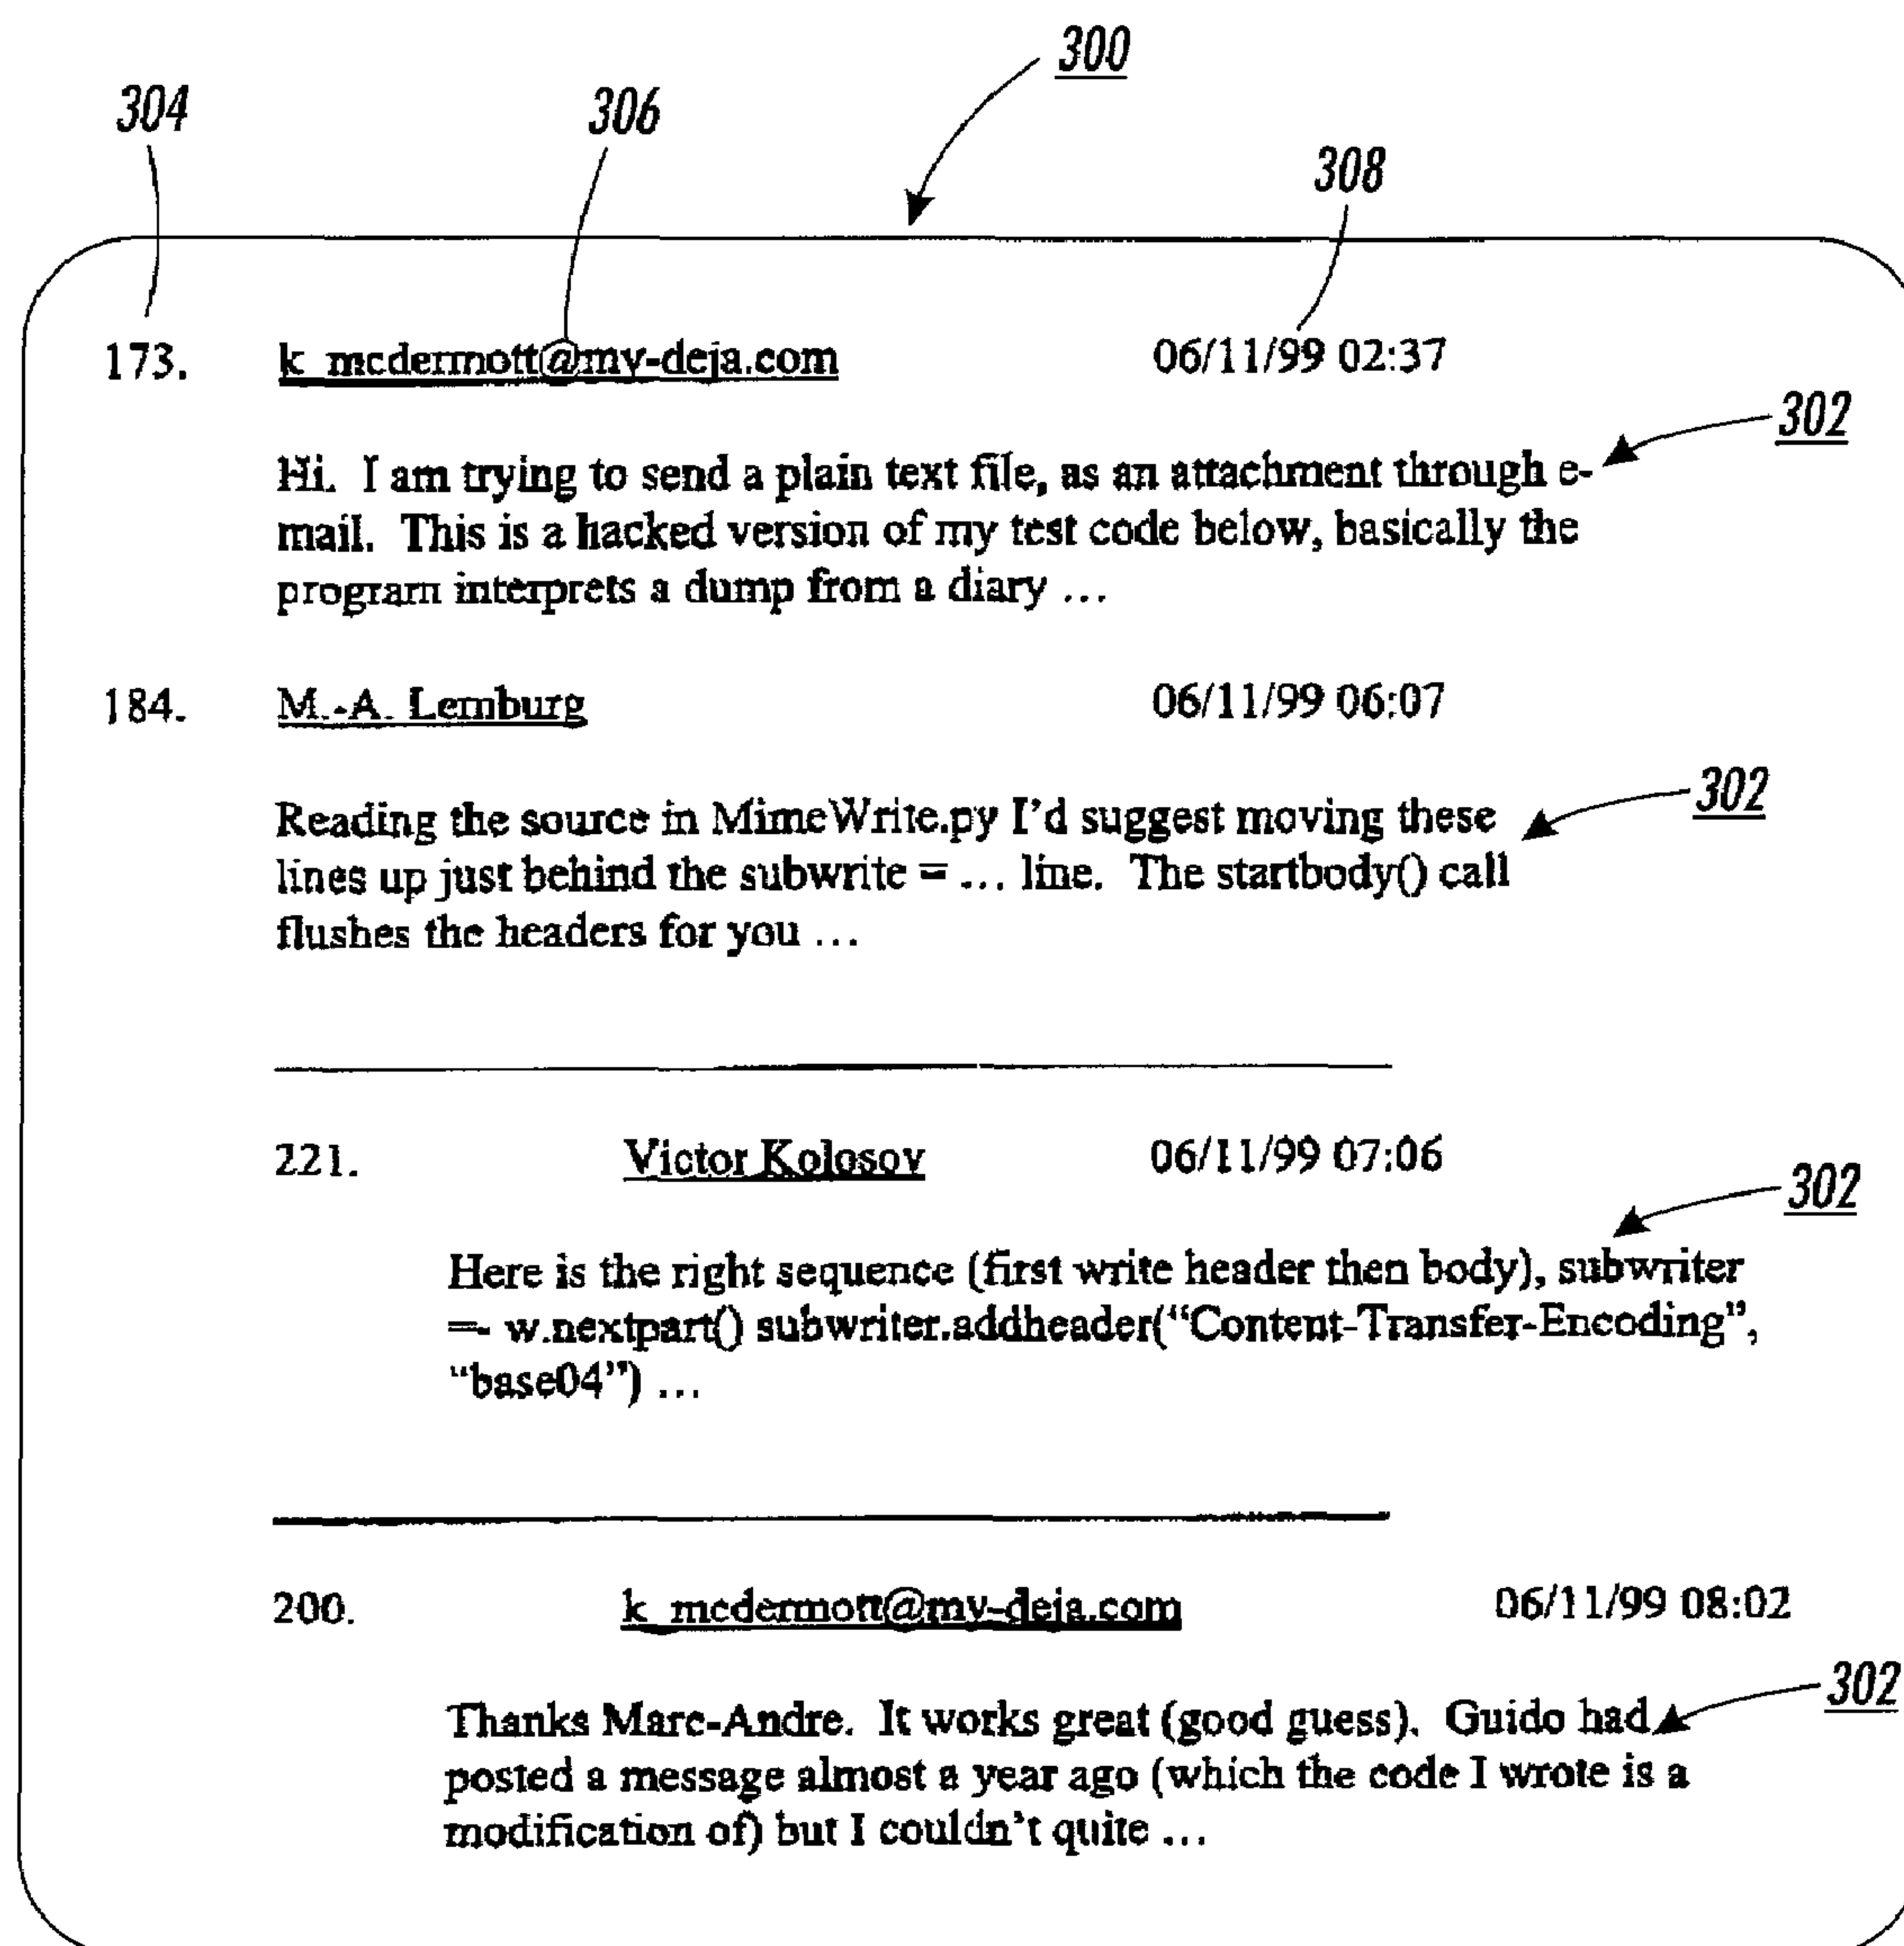 300
304 306 308
173. k_mcdermott@my-deja.com 06/11/99 02:37
302
Hi. I am trying to send a plain text file, as an attachment through e-
mail. This is a hacked version of my test code below, basically the
program interprets a dump from a diary ...
184. M.-A. Lemburg 06/11/99 06:07
302
Reading the source in MimeWrite.py I'd suggest moving these
lines up just behind the subwrite = ... line. The startbody() call
flushes the headers for you ...
221. Victor Kolosov 06/11/99 07:06
302
Here is the right sequence (first write header then body), subwriter
=- w.nextpart() subwriter.addheader(“Content-Transfer-Encoding”,
“base04”) ...
200. k_mcdermott@my-deja.com 06/11/99 08:02
302
Thanks Marc-Andre. It works great (good guess). Guido had
posted a message almost a year ago (which the code I wrote is a
modification of) but I couldn't quite ...